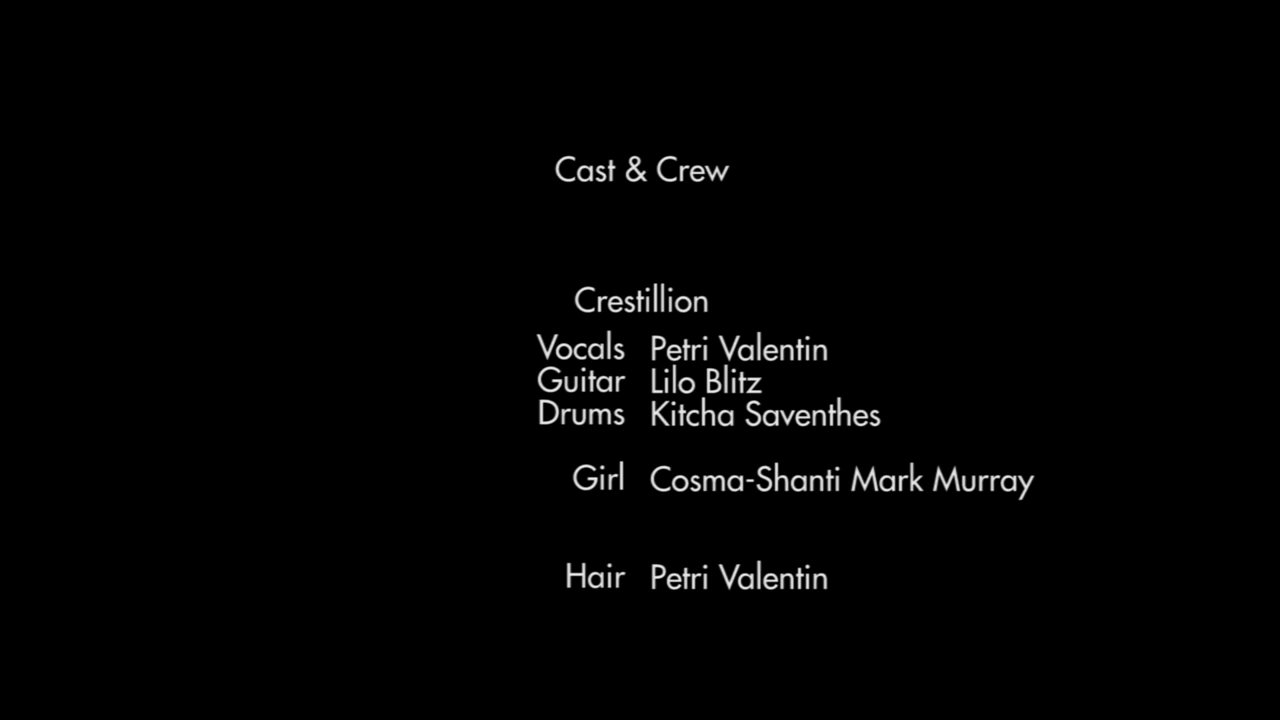 Cast & Crew
Crestillion
Vocals Petri Valentin
Guitar Lilo Blitz
Drums Kitcha Saventhes
Girl Cosma-Shanti Mark Murray
Hair Petri Valentin